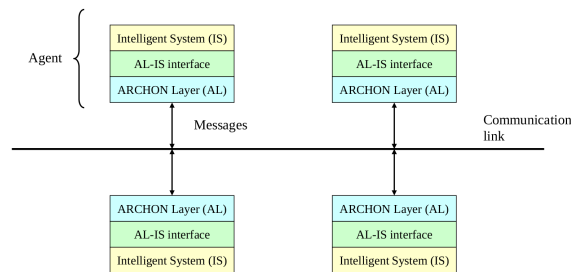 Intelligent System (IS)
Intelligent System (IS)
Agent
AL-IS interface
AL-IS interface
ARCHON Layer (AL)
ARCHON Layer (AL)
Messages
Communication
link
ARCHON Layer (AL)
ARCHON Layer (AL)
AL-IS interface
AL-IS interface
Intelligent System (IS)
Intelligent System (IS)